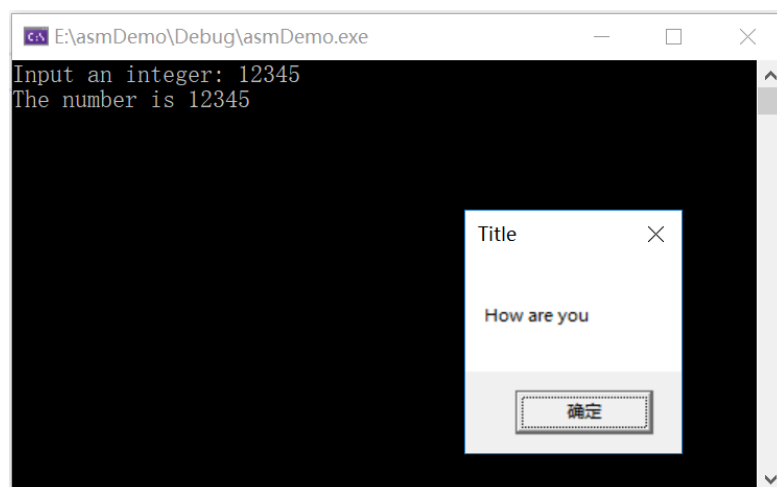 E:\asmDemo\Debug\asmDemo.exe
Input an integer: 12345
The number is 12345
Title
How are you
确定